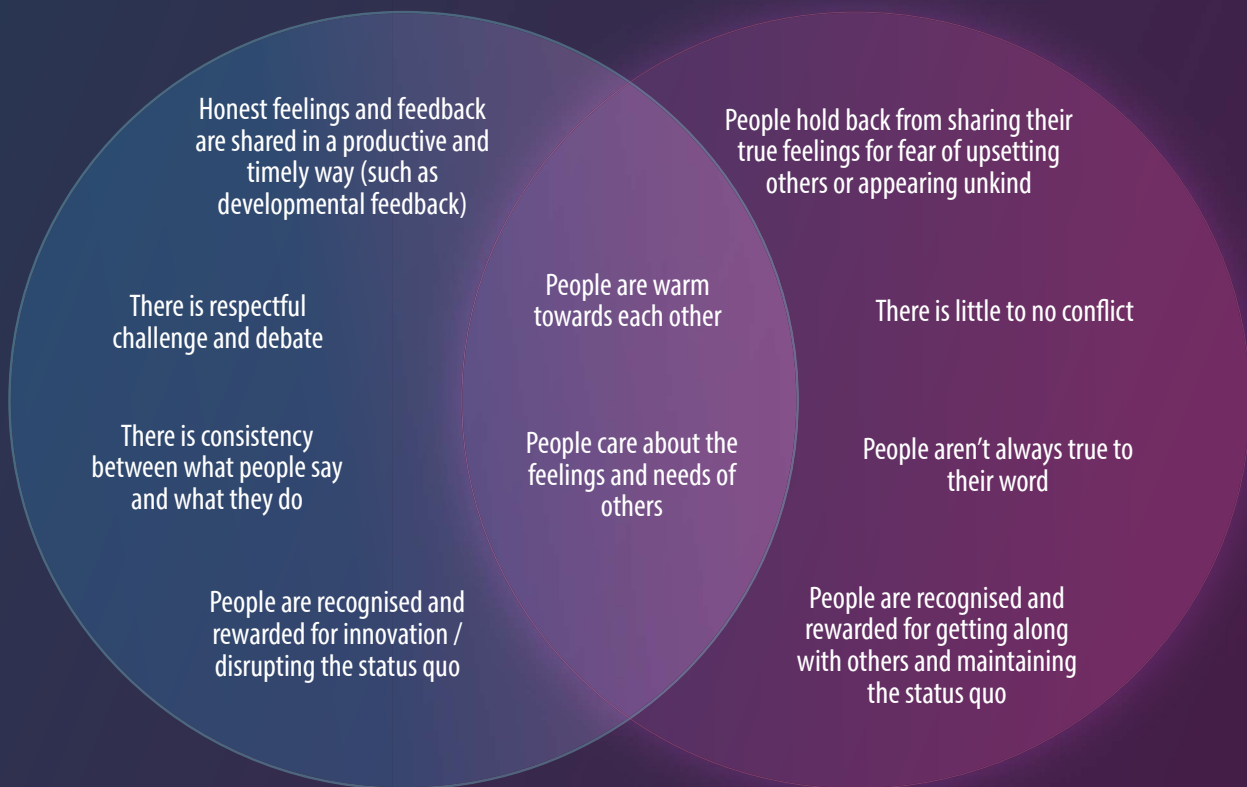 Honest feelings and feedback
are shared in a productive and
timely way (such as
developmental feedback)
There is respectful
challenge and debate
There is consistency
between what people say
and what they do
People are recognised and
rewarded for innovation /
disrupting the status quo
People are warm
towards each other
People care about the
feelings and needs of
others
People hold back from sharing their
true feelings for fear of upsetting
others or appearing unkind
There is little to no conflict
People aren’t always true to
their word
People are recognised and
rewarded for getting along
with others and maintaining
the status quo